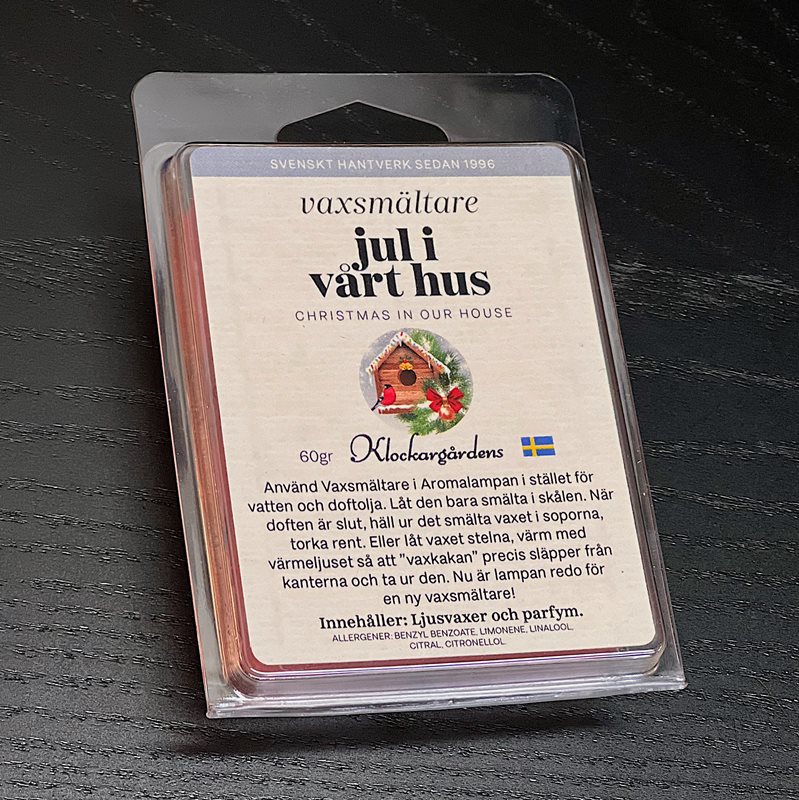 SVENSKT HANTVERK SEDAN 1996
vaxsmältare
jul i
vårt hus
CHRISTMAS IN OUR HOUSE
60gr Klockargårdens
Använd Vaxsmältare i Aromalampan i stället för
vatten och doftolja. Låt den bara smälta i skålen. När
doften är slut, häll ur det smälta vaxet i soporna,
torka rent. Eller låt vaxet stelna, värm med
värmeljuset så att ”vaxkakan” precis släpper från
kanterna och ta ur den. Nu är lampan redo för
en ny vaxsmältare!
Innehåller: Ljusvaxer och parfym.
ALLERGENER: BENZYL BENZOATE, LIMONENE, LINALOOL,
CITRAL, CITRONELLOL